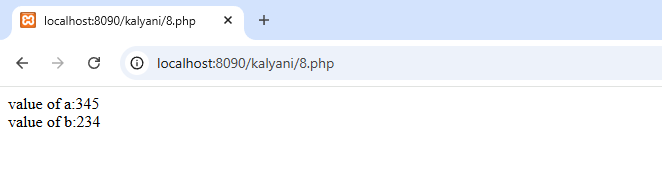 localhost:8090/kalyani/8.php
localhost:8090/kalyani/8.php
value of a:345
value of b:234